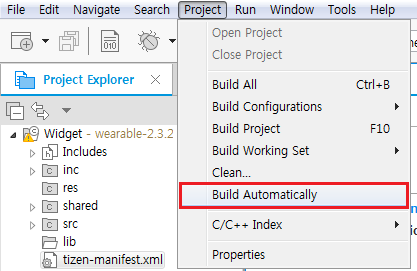 it Navigate Search Project Run Window Tools Help
010
Open Project
Close Project
Project Explorer
Build All Ctrl+B
Build Configurations
Build Project F10
Build Working Set
Clean...
Build Automatically
C/C++ Index
Properties
Widget - wearable-2.3.2
Includes
inc
res
shared
src
lib
tizen-manifest.xml